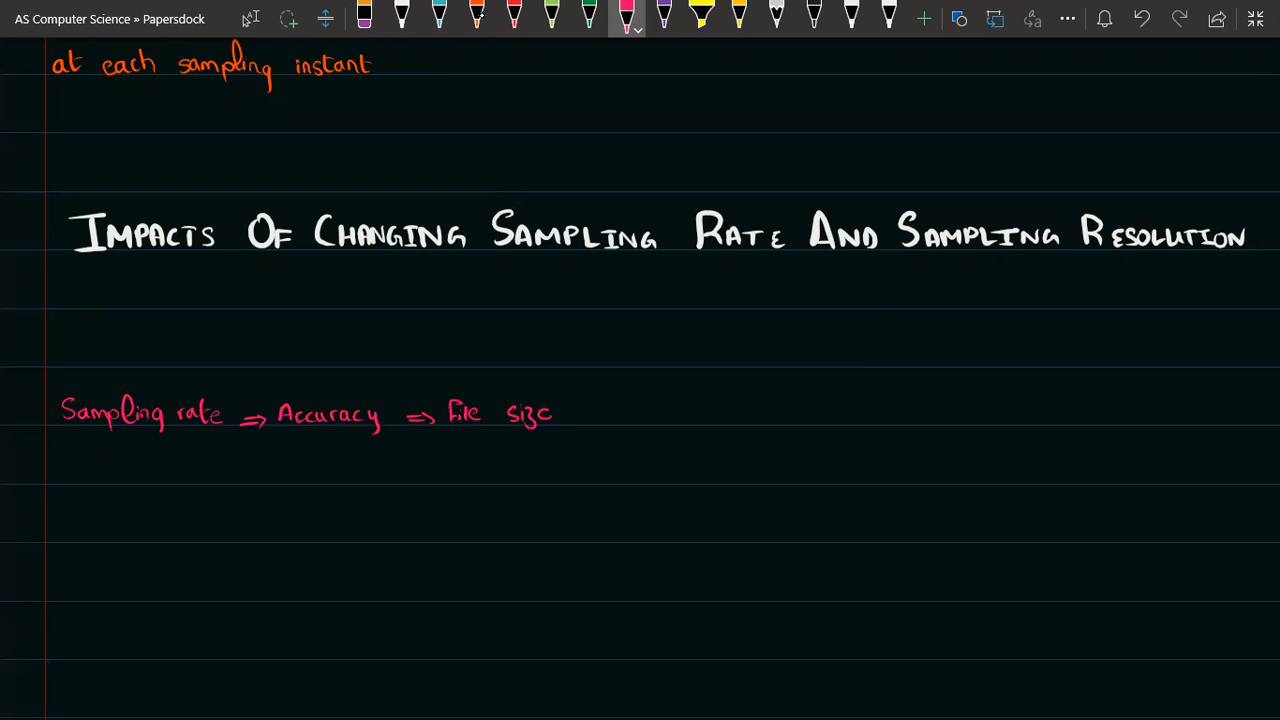 AS Computer Science » Papersdock
at each sampling instant
IMPACTS OF CHANGING SAMPLING RATE AND SAMPLING RESOLUTION
Sampling rate ⇒ Accuracy ⇒ File size